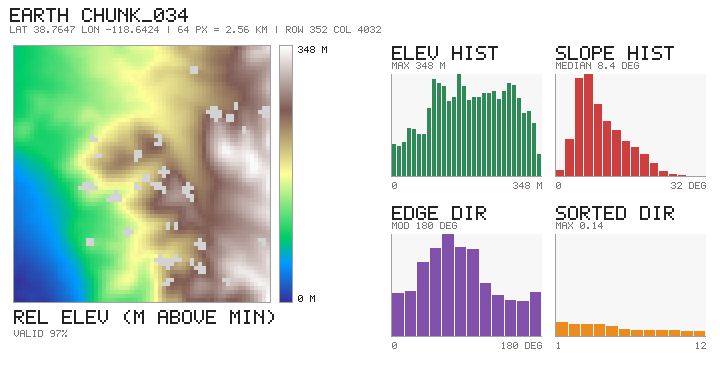 EARTH CHUNK_034
LAT 38.7647 LON -118.6424 | 64 PX = 2.56 KM | ROW 352 COL 4032
348 M
0 M
REL ELEV (M ABOVE MIN)
VALID 97%
ELEV HIST
MAX 348 M
0 348 M
SLOPE HIST
MEDIAN 8.4 DEG
0 32 DEG
EDGE DIR
MOD 180 DEG
0 180 DEG
SORTED DIR
MAX 0.14
1 12